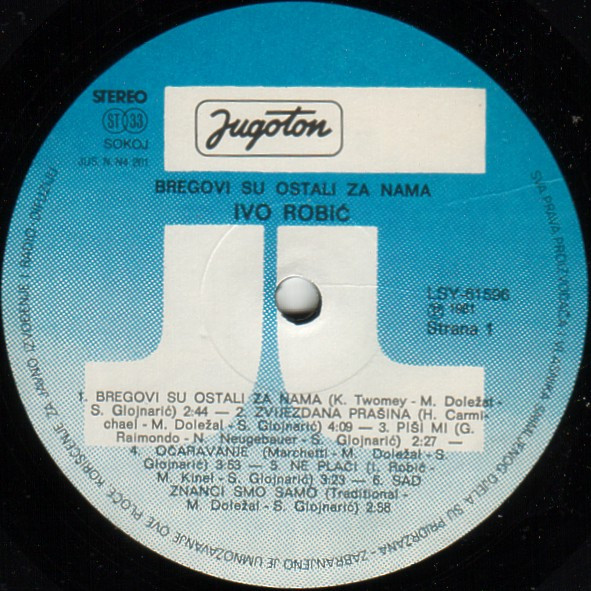 STEREO
ST 33
SOKOJ
JUS. N. N4 201
Jugoton
BREGOVI SU OSTALI ZA NAMA
IVO ROBIĆ
LSY-61596
Ⓟ 1981
Strana 1
1. BREGOVI SU OSTALI ZA NAMA (K. Twomey - M. Doležal -
S. Glojnarić) 2:44 — 2. ZVIJEZDANA PRAŠINA (H. Carmi-
chael - M. Doležal - S. Glojnarić) 4:09 — 3. PIŠI MI (G.
Raimondo - N. Neugebauer - S. Glojnarić) 2:27 —
4. OČARAVANJE (Marchetti - M. Doležal - S.
Glojnarić) 3:53 — 5. NE PLAČI (I. Robić -
M. Kinel - S. Glojnarić) 3:23 — 6. SAD
ZNANCI SMO SAMO (Traditional -
M. Doležal - S. Glojnarić) 2.58
SVA PRAVA PROIZVOĐAČA I VLASNIKA SNIMLJENOG DJELA SU PRIDRŽANA - ZABRANJENO JE UMNOŽAVANJE OVE PLOČE KORIŠĆENJE ZA JAVNO IZVOĐENJE I RADIO-DIFUZIJU